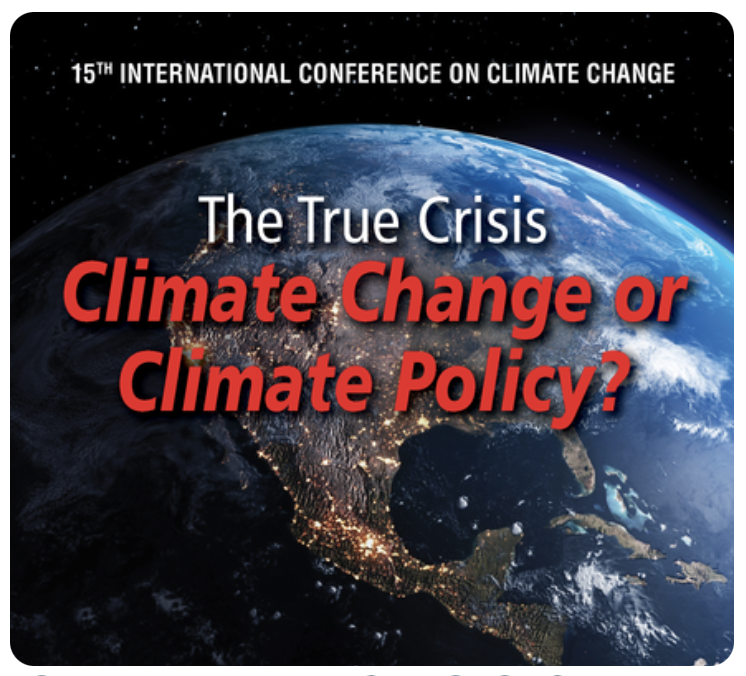 15TH INTERNATIONAL CONFERENCE ON CLIMATE CHANGE
The True Crisis
Climate Change or
Climate Policy?